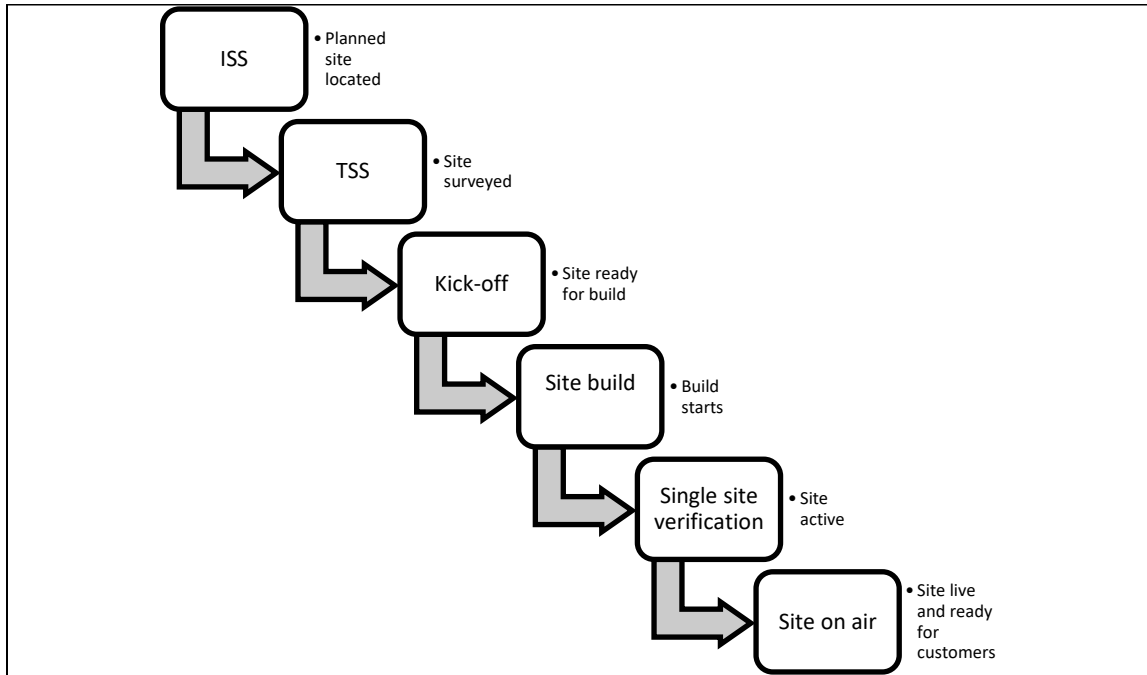 ISS
• Planned
site
located
TSS
• Site
surveyed
Kick-off
• Site ready
for build
Site build
• Build
starts
Single site
verification
• Site
active
Site on air
• Site live
and ready
for
customers